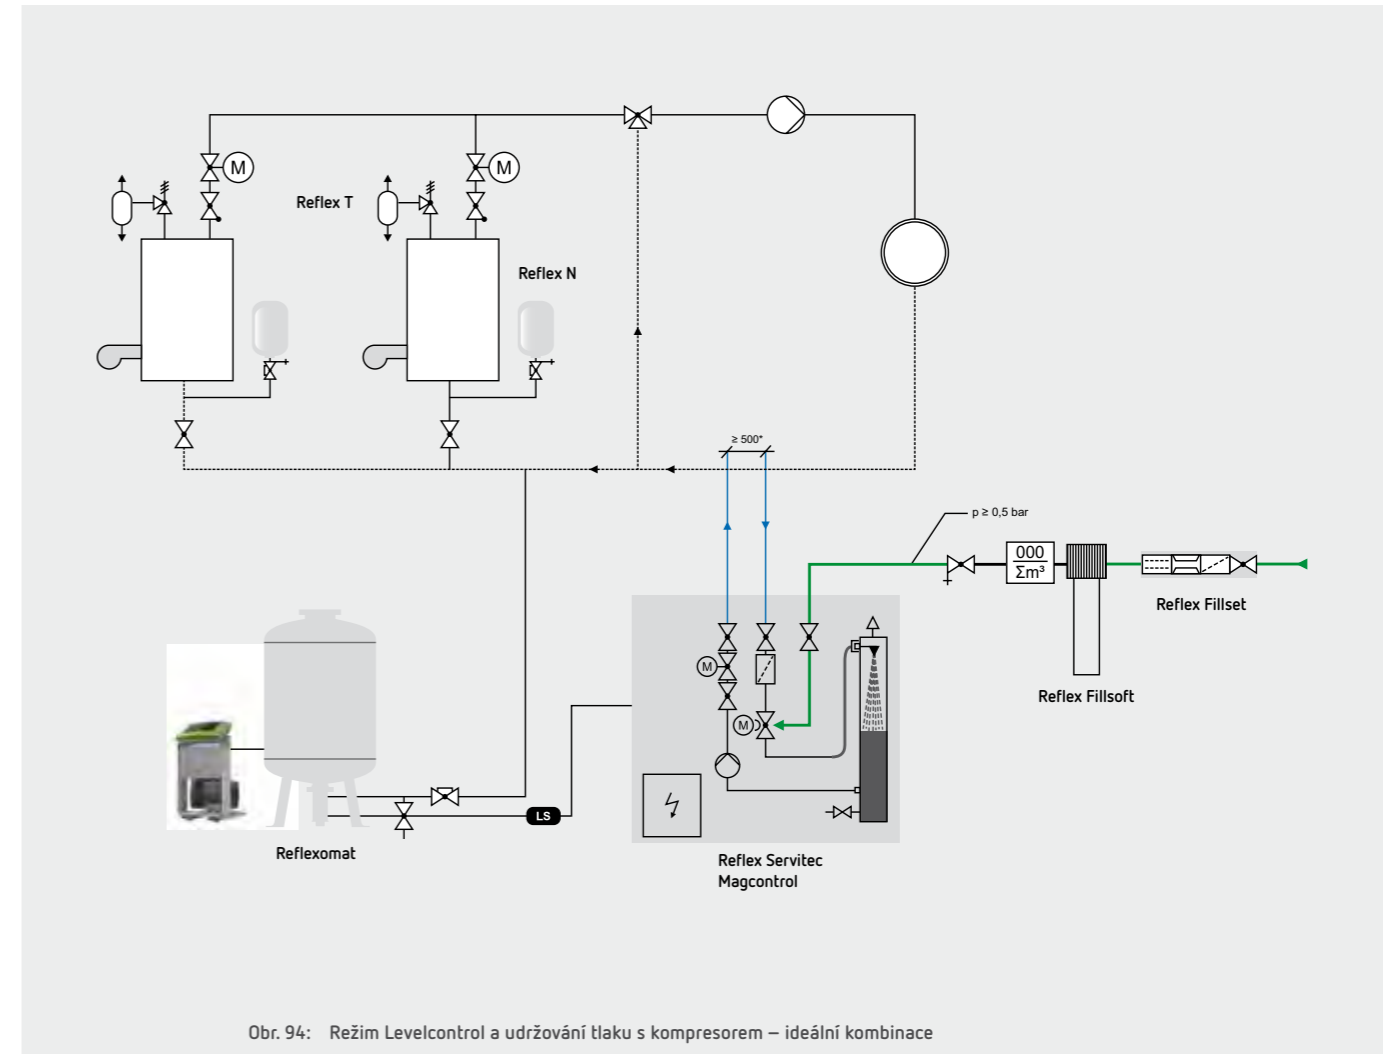 M
M
Reflex T
Reflex N
≥ 500*
p ≥ 0,5 bar
000
Σm³
Reflex Fillset
Reflex Fillsoft
M
M
LS
Reflexomat
Reflex Servitec
Magcontrol
Obr. 94: Režim Levelcontrol a udržování tlaku s kompresorem – ideální kombinace